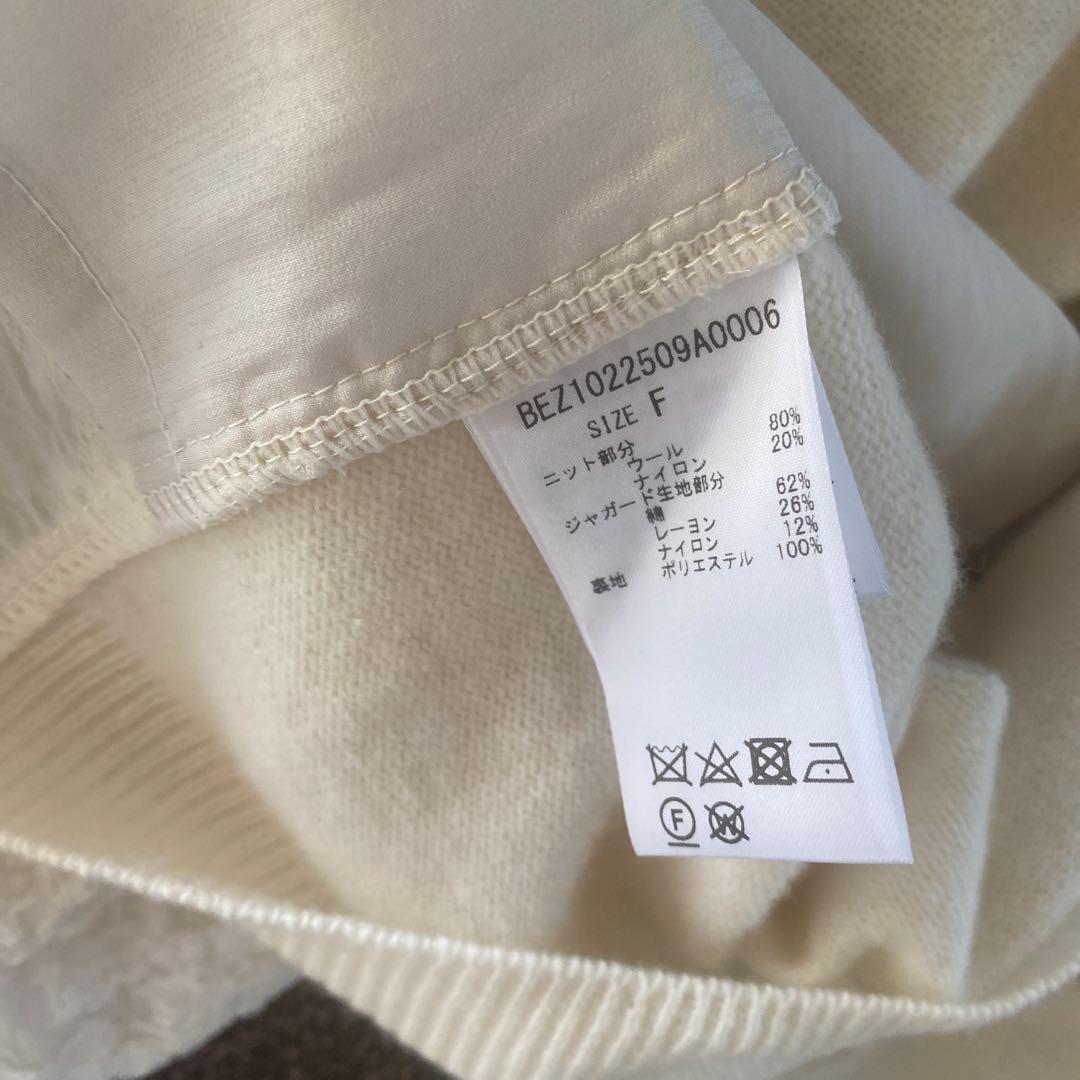 BEZ1022509A0006
SIZE F
ニット部分
ウール 80%
ナイロン 20%
ジャガード生地部分
綿 62%
レーヨン 26%
ナイロン 12%
裏地 ポリエステル 100%
F
W